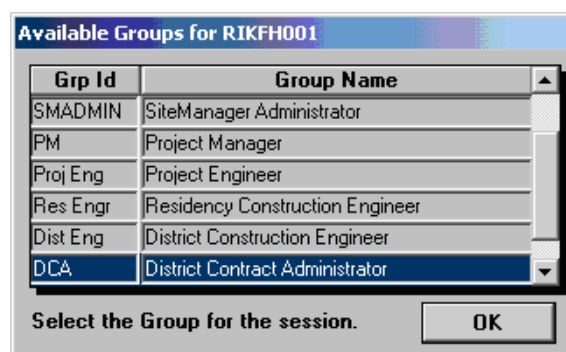 Available Groups for RIKFH001
Grp Id Group Name
SMADMIN SiteManager Administrator
PM Project Manager
Proj Eng Project Engineer
Res Engr Residency Construction Engineer
Dist Eng District Construction Engineer
DCA District Contract Administrator
Select the Group for the session. OK